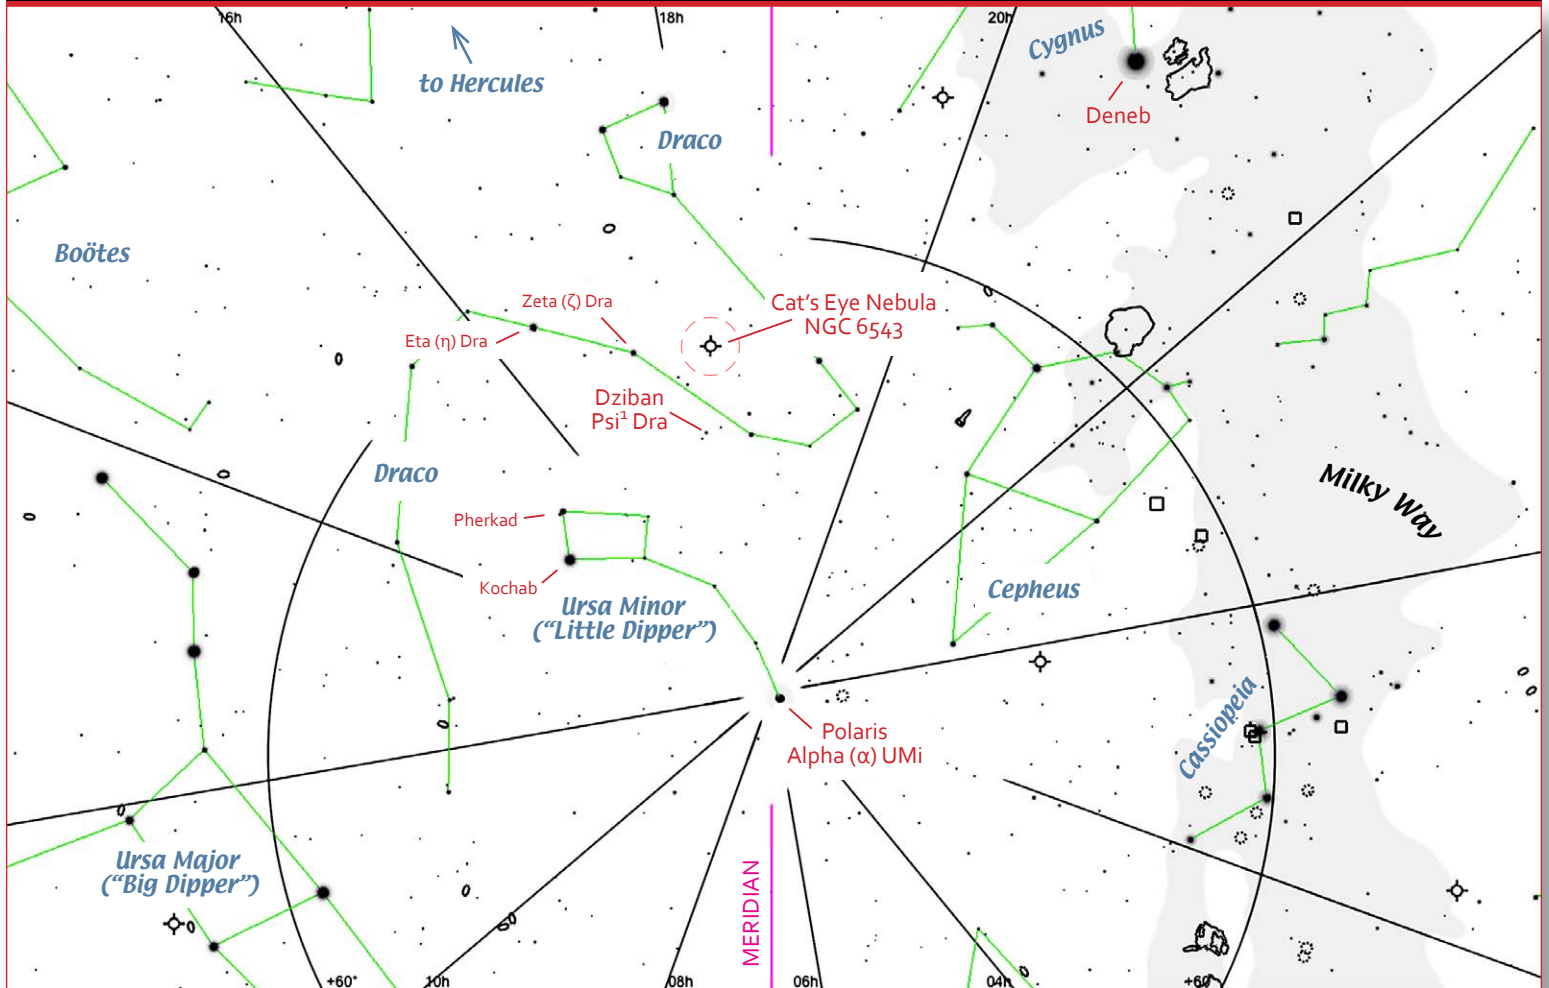 16h
18h
20h
to Hercules
Cygnus
Deneb
Draco
Boötes
Zeta (ζ) Dra
Eta (η) Dra
Cat's Eye Nebula
NGC 6543
Dziban
Psi¹ Dra
Draco
Milky Way
Pherkad
Kochab
Ursa Minor
("Little Dipper")
Cepheus
Polaris
Alpha (α) UMi
Cassiopeia
Ursa Major
("Big Dipper")
MERIDIAN
+60°
10h
08h
06h
04h
+60